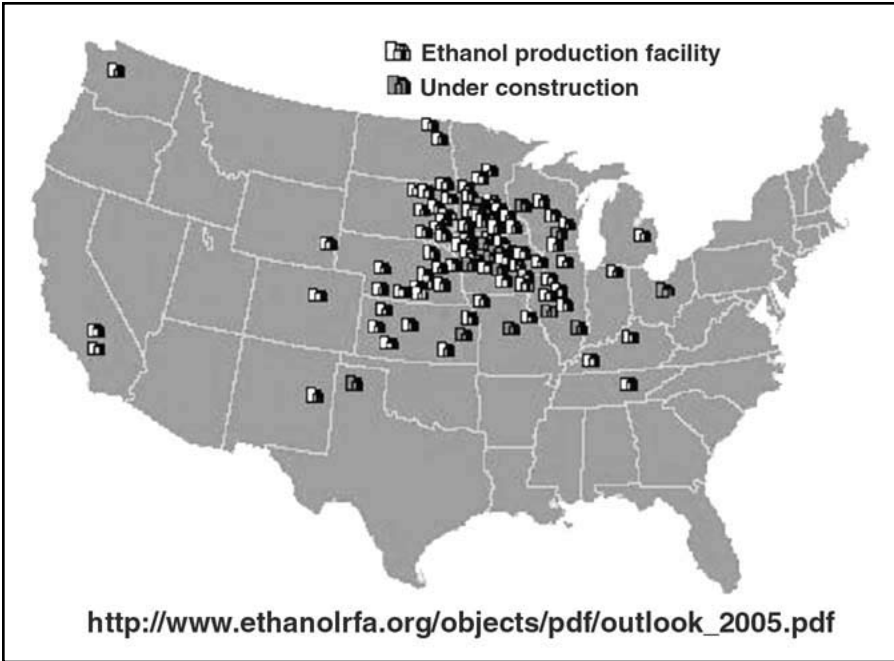 Ethanol production facility
Under construction
http://www.ethanolrfa.org/objects/pdf/outlook_2005.pdf